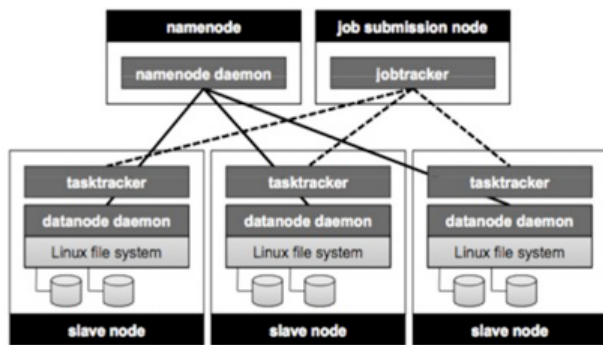 namenode
job submission node
namenode daemon
jobtracker
tasktracker
tasktracker
tasktracker
datanode daemon
datanode daemon
datanode daemon
Linux file system
Linux file system
Linux file system
slave node
slave node
slave node